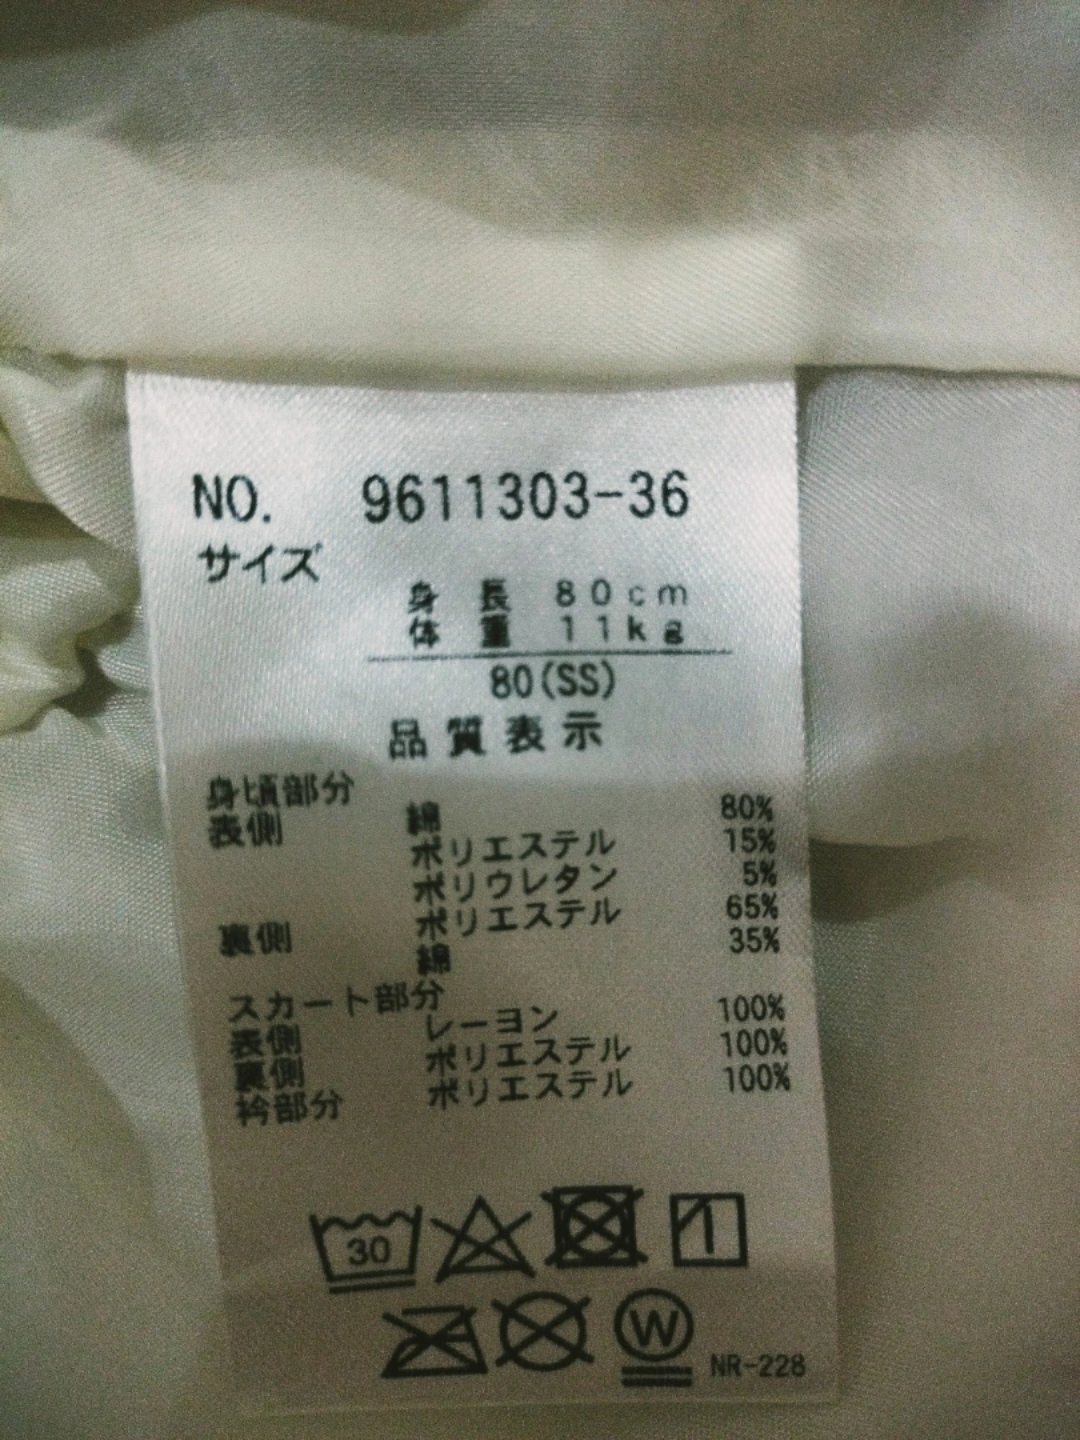 NO. 9611303-36
サイズ
身長 80cm
体重 11kg
80(SS)
品質表示
身頃部分
表側 綿 80%
ポリエステル 15%
ポリウレタン 5%
裏側 ポリエステル 65%
綿 35%
スカート部分
表側 レーヨン 100%
裏側 ポリエステル 100%
衿部分 ポリエステル 100%
30
W
NR-228